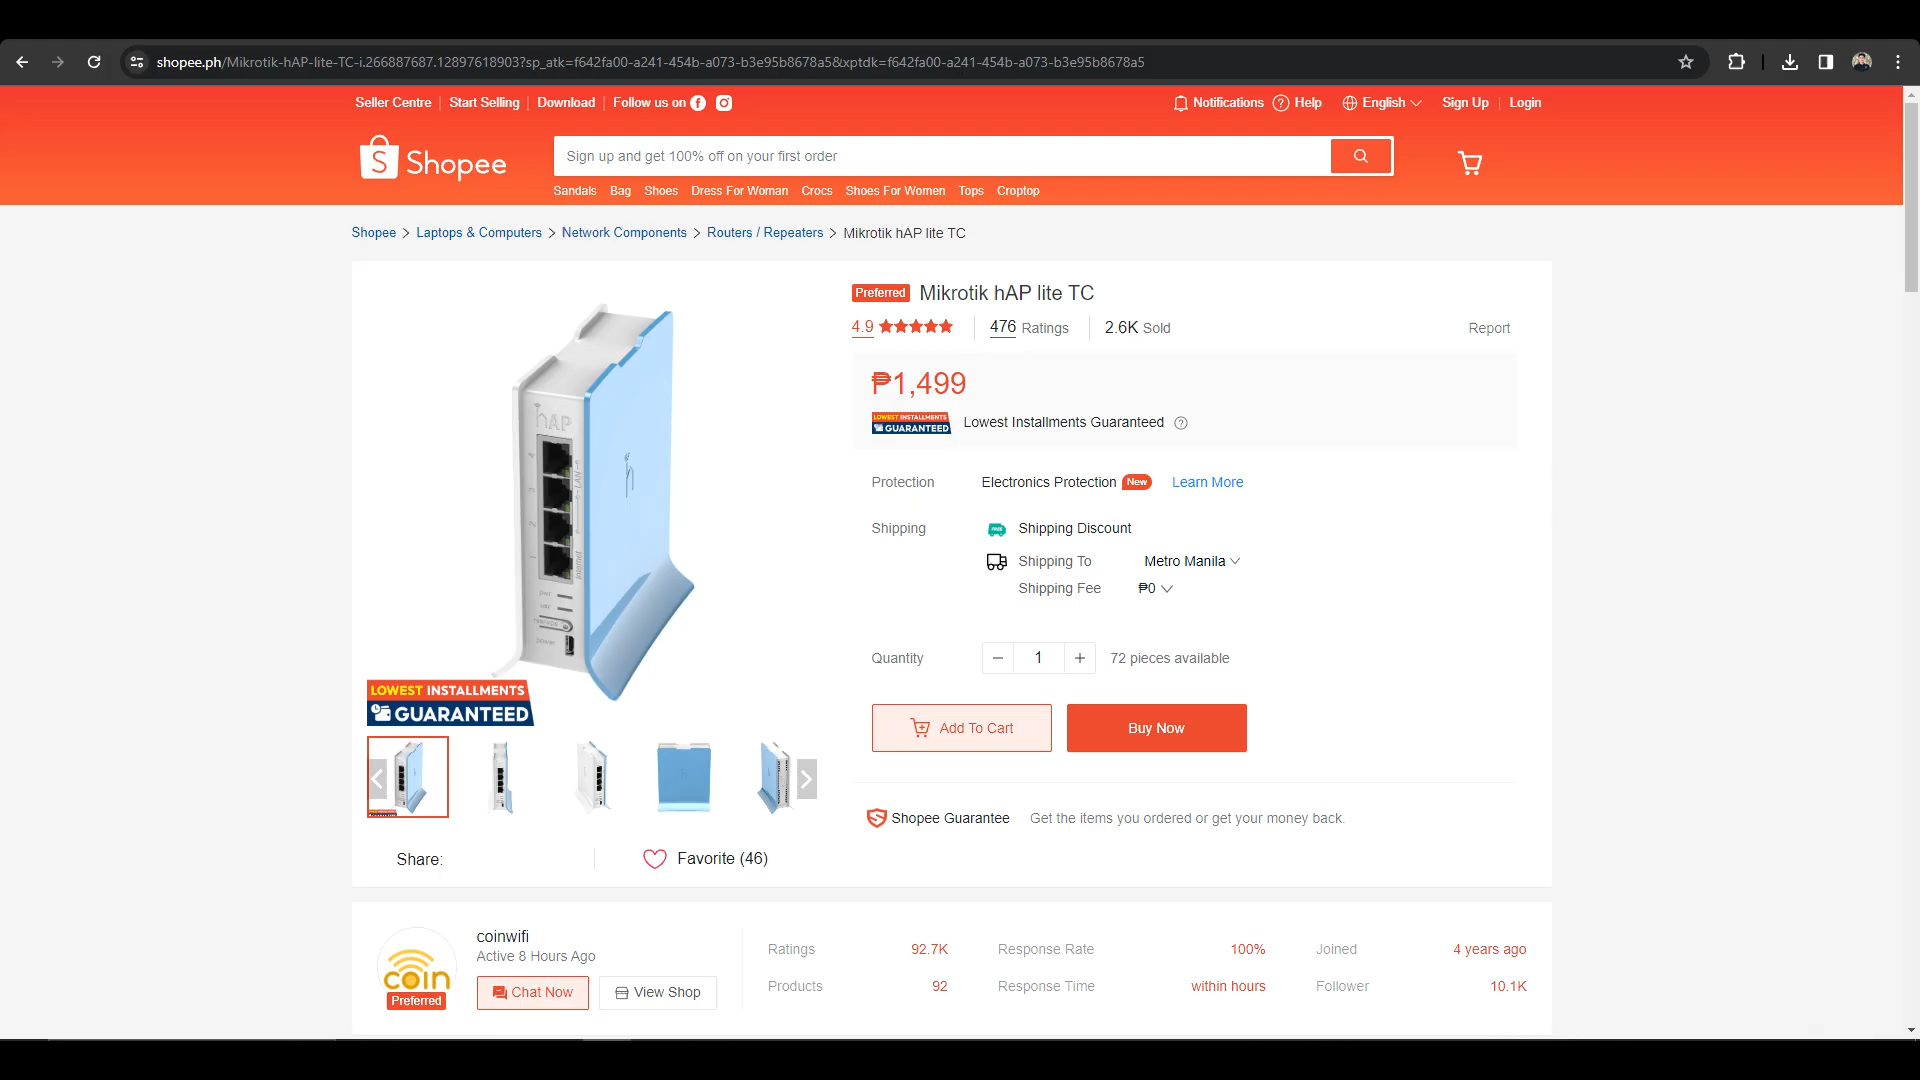 shopee.ph/Mikrotik-hAP-lite-TC-i.266887687.12897618903?sp_atk=f642fa00-a241-454b-a073-b3e95b8678a5&xptdk=f642fa00-a241-454b-a073-b3e95b8678a5
Seller Centre | Start Selling | Download | Follow us on
Notifications Help English Sign Up | Login
Shopee
Sign up and get 100% off on your first order
Sandals Bag Shoes Dress For Woman Crocs Shoes For Women Tops Croptop
Shopee > Laptops & Computers > Network Components > Routers / Repeaters > Mikrotik hAP lite TC
Preferred Mikrotik hAP lite TC
4.9 476 Ratings 2.6K Sold Report
₱1,499
LOWEST INSTALLMENTS
GUARANTEED
Lowest Installments Guaranteed
Protection Electronics Protection New Learn More
Shipping Shipping Discount
Shipping To Metro Manila
Shipping Fee ₱0
Quantity 1 72 pieces available
Add To Cart Buy Now
Shopee Guarantee Get the items you ordered or get your money back.
hAP
LAN
Internet
power
LOWEST INSTALLMENTS
GUARANTEED
Share: Favorite (46)
coin
Preferred
coinwifi
Active 8 Hours Ago
Chat Now View Shop
Ratings 92.7K Response Rate 100% Joined 4 years ago
Products 92 Response Time within hours Follower 10.1K